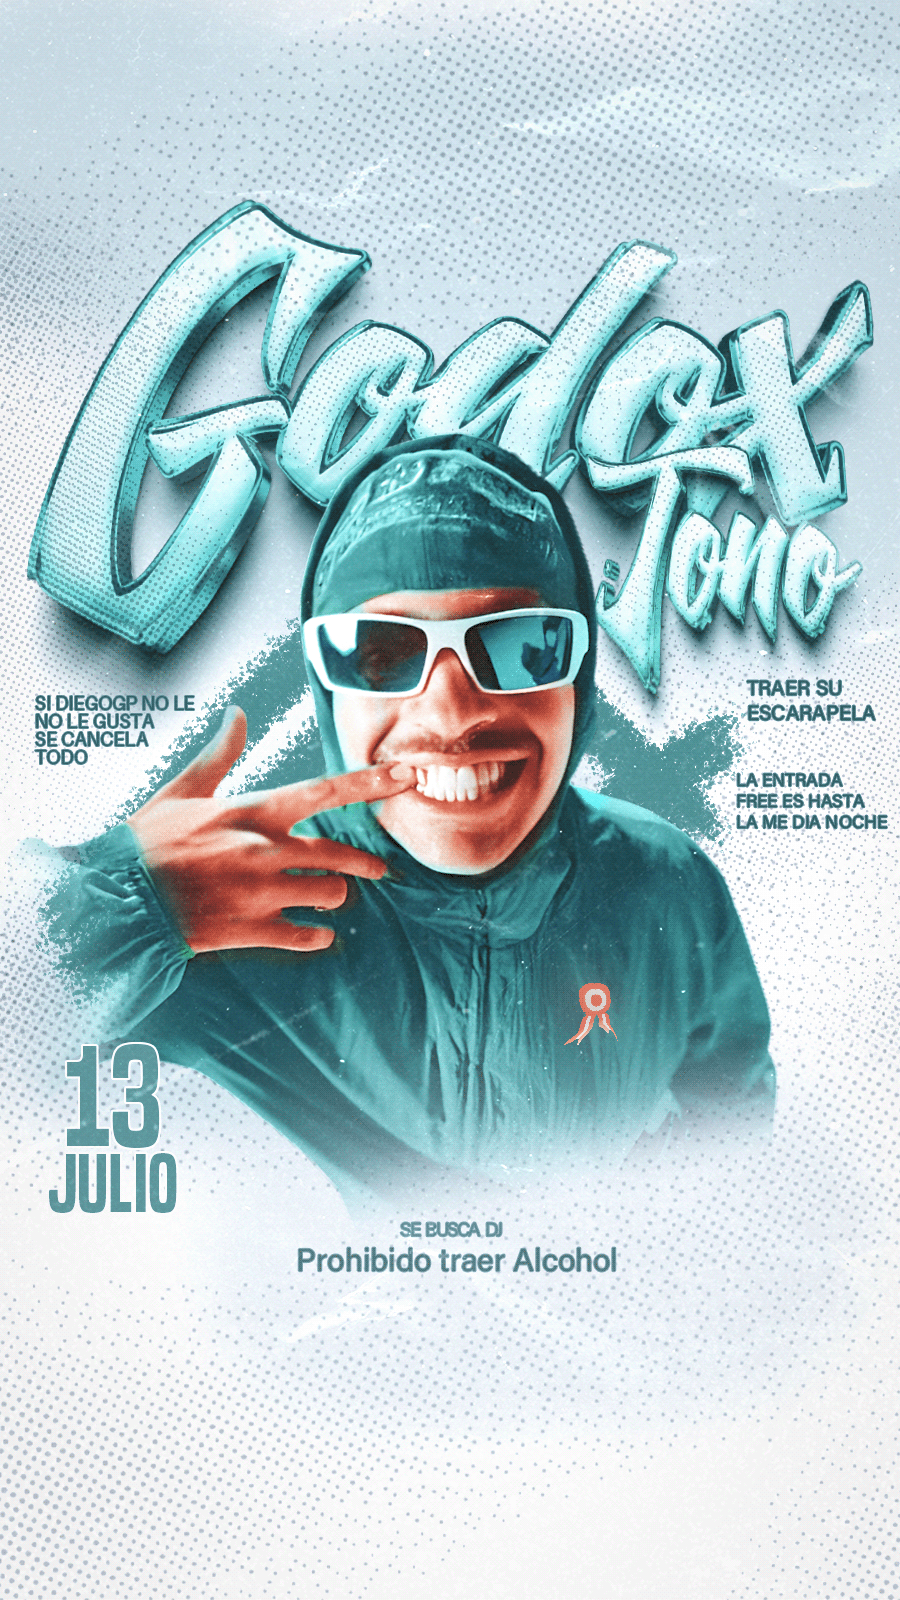 Godox
Tono
SI DIEGOGP NO LE
NO LE GUSTA
SE CANCELA
TODO
TRAER SU
ESCARAPELA
LA ENTRADA
FREE ES HASTA
LA ME DIA NOCHE
13
JULIO
SE BUSCA DJ
Prohibido traer Alcohol